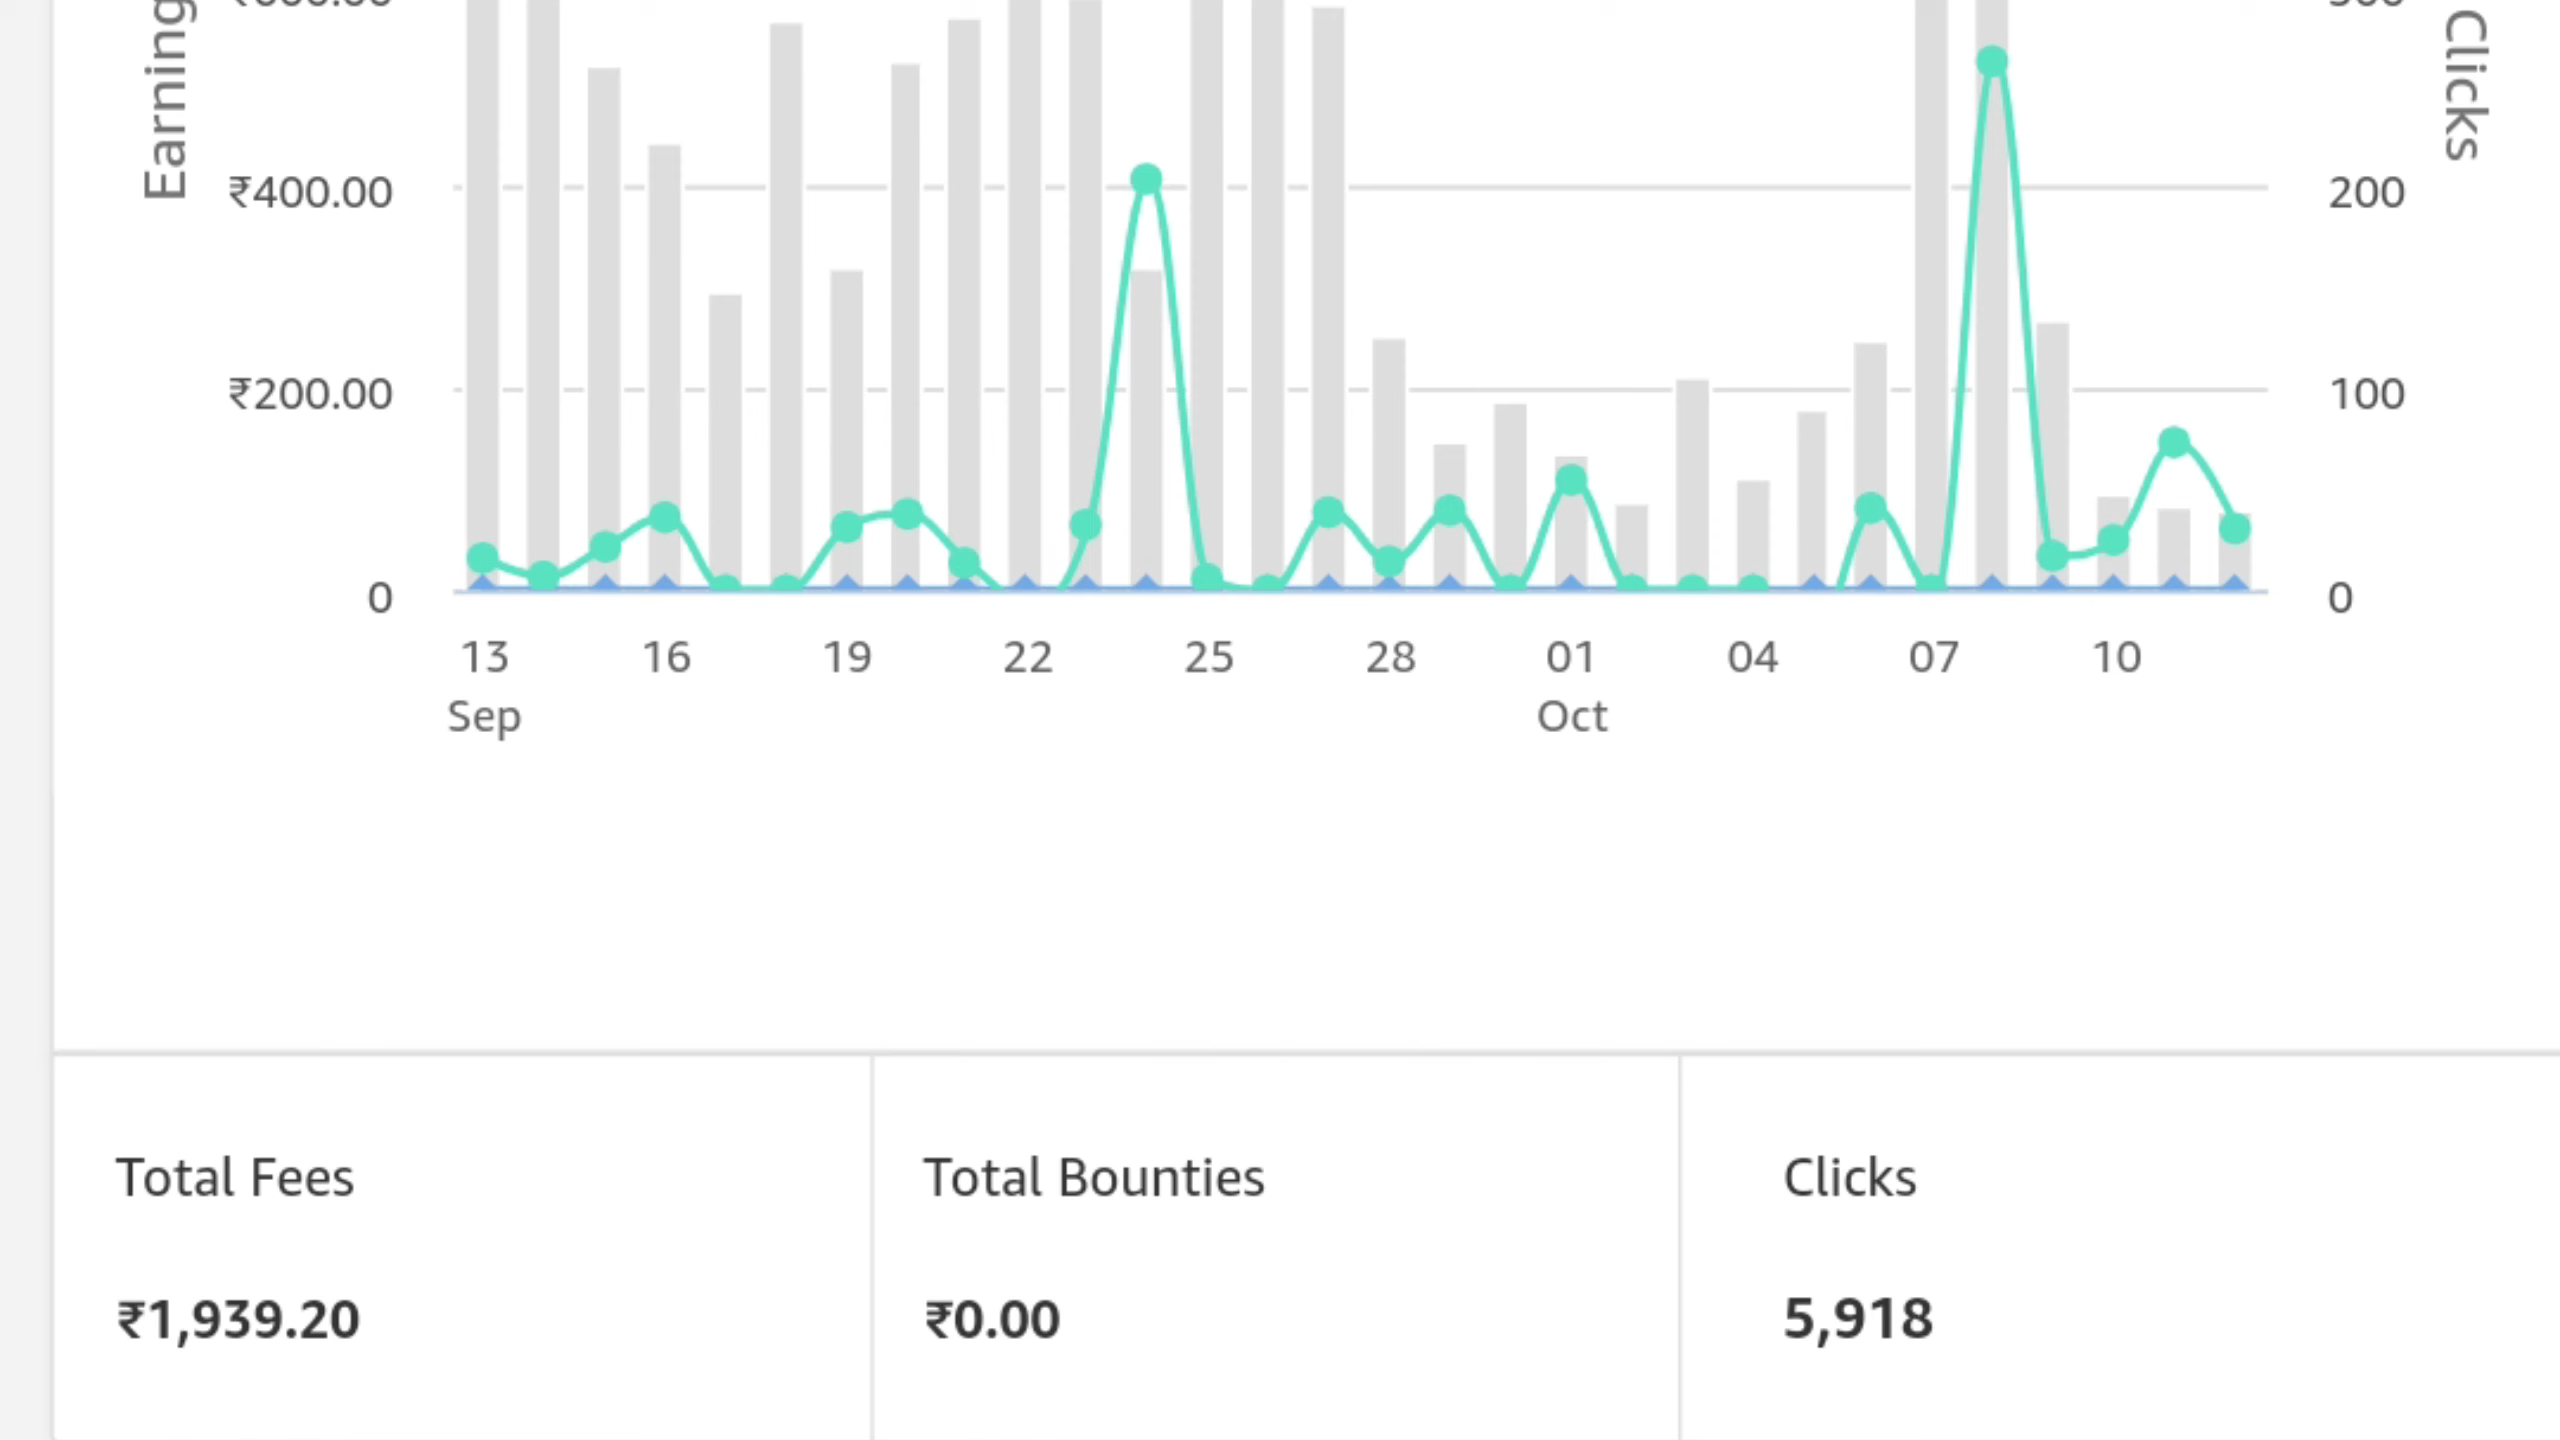 Earning
Clicks
₹400.00
200
₹200.00
100
0
0
13 16 19 22 25 28 01 04 07 10
Sep Oct
Total Fees
Total Bounties
Clicks
₹1,939.20
₹0.00
5,918